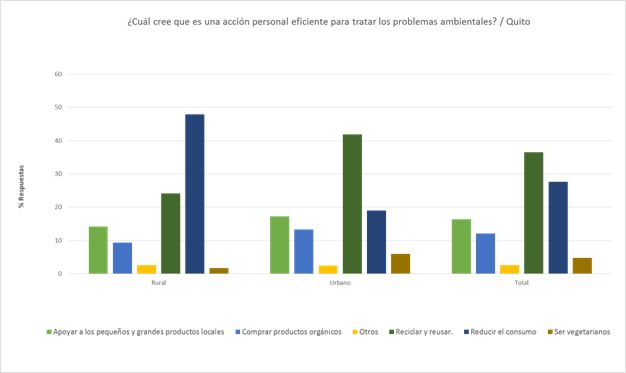 ¿Cuál cree que es una acción personal eficiente para tratar los problemas ambientales? / Quito
% Respuestas
60
50
40
30
20
10
0
Rural Urbano Total
Apoyar a los pequeños y grandes productos locales Comprar productos orgánicos Otros Reciclar y reusar. Reducir el consumo Ser vegetarianos